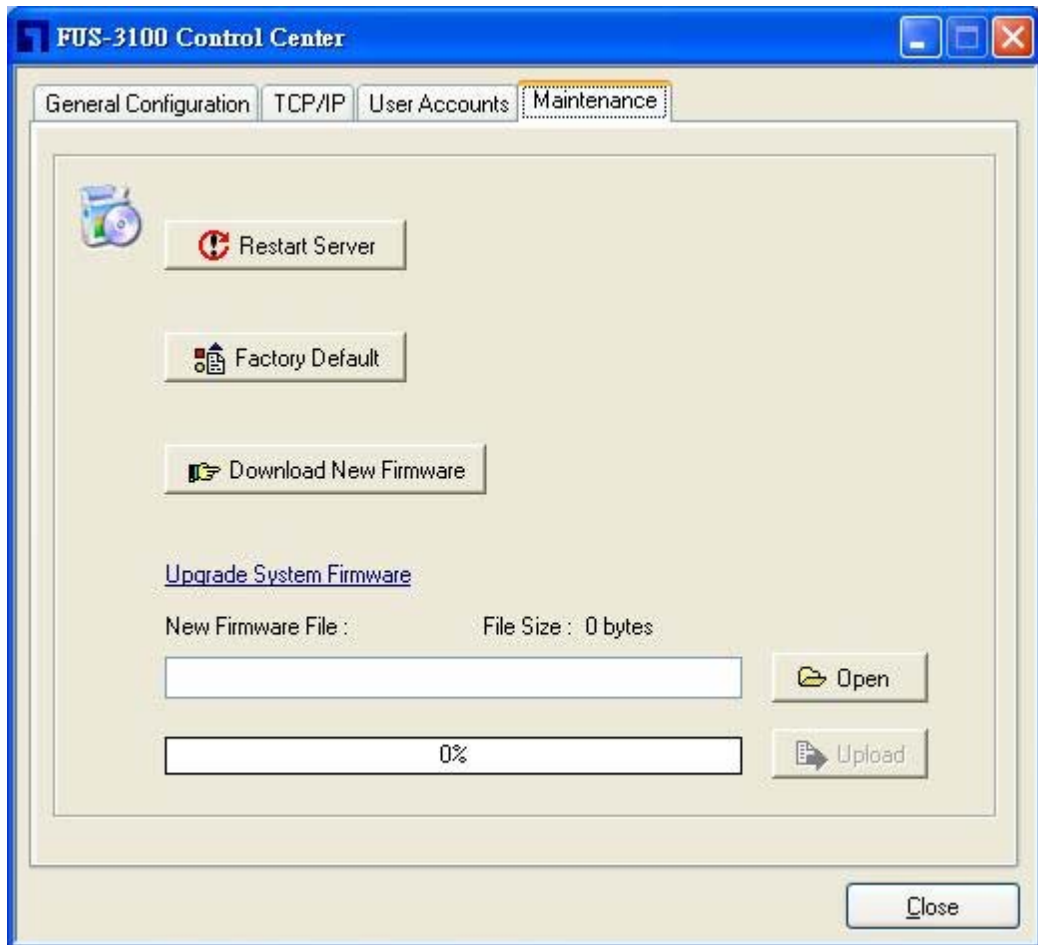 FUS-3100 Control Center
General Configuration TCP/IP User Accounts Maintenance
Restart Server
Factory Default
Download New Firmware
Upgrade System Firmware
New Firmware File : File Size : 0 bytes
Open
0% Upload
Close